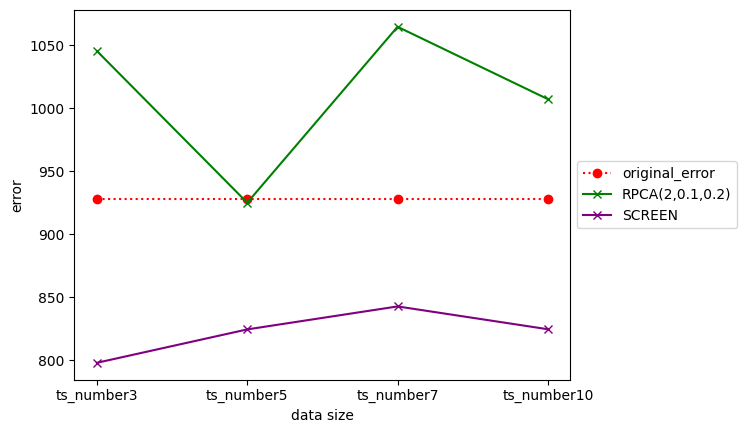 1050
1000
950
900
850
800
error
ts_number3
ts_number5
ts_number7
ts_number10
data size
original_error
RPCA(2,0.1,0.2)
SCREEN